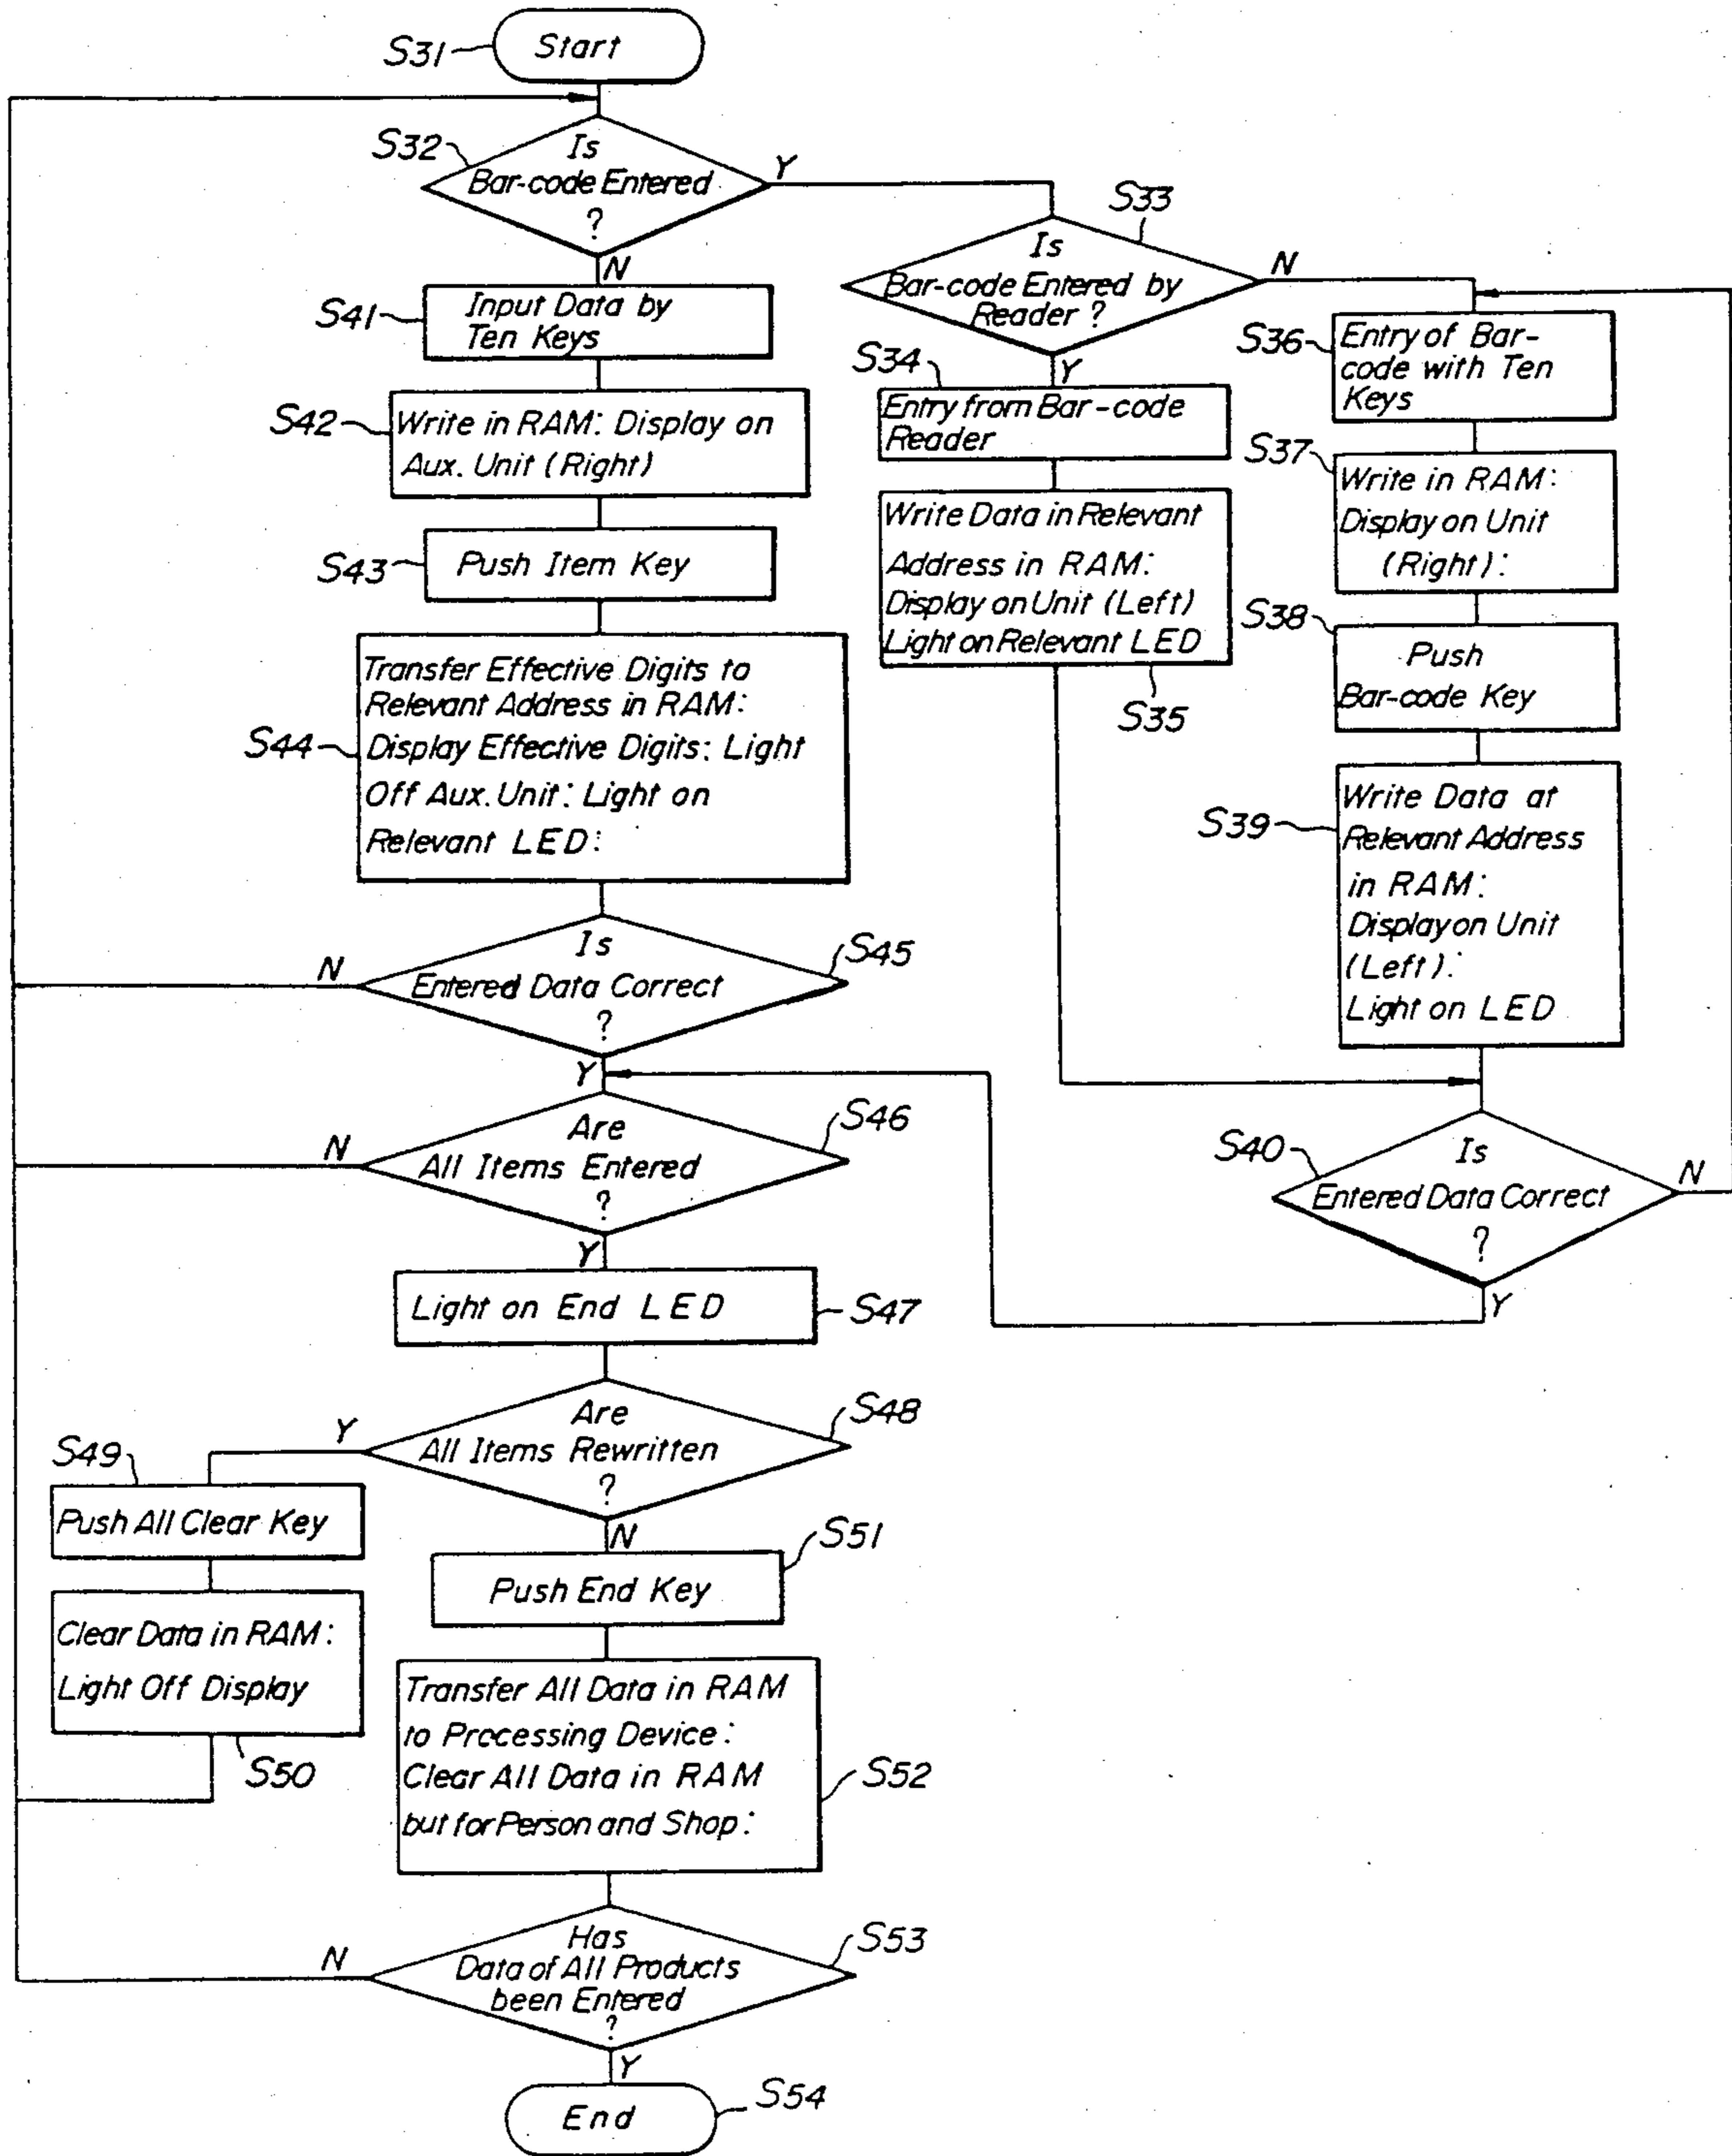 S31
Start
S32
Is
Bar-code Entered
?
Y
N
S33
Is
Bar-code Entered by
Reader ?
N
Y
S41
Input Data by
Ten Keys
S42
Write in RAM: Display on
Aux. Unit (Right)
S43
Push Item Key
S44
Transfer Effective Digits to
Relevant Address in RAM:
Display Effective Digits: Light
Off Aux. Unit: Light on
Relevant LED:
S34
Entry from Bar-code
Reader
Write Data in Relevant
Address in RAM:
Display on Unit (Left)
Light on Relevant LED
S35
S36
Entry of Bar-
code with Ten
Keys
S37
Write in RAM:
Display on Unit
(Right):
S38
Push
Bar-code Key
S39
Write Data at
Relevant Address
in RAM:
Display on Unit
(Left):
Light on LED
S40
Is
Entered Data Correct
?
N
Y
S45
Is
Entered Data Correct
?
N
Y
S46
Are
All Items Entered
?
N
Y
Light on End LED
S47
Are
All Items Rewritten
?
S48
Y
N
S49
Push All Clear Key
Clear Data in RAM:
Light Off Display
S50
S51
Push End Key
Transfer All Data in RAM
to Processing Device:
Clear All Data in RAM
but for Person and Shop:
S52
Has
Data of All Products
been Entered
?
S53
N
Y
End
S54